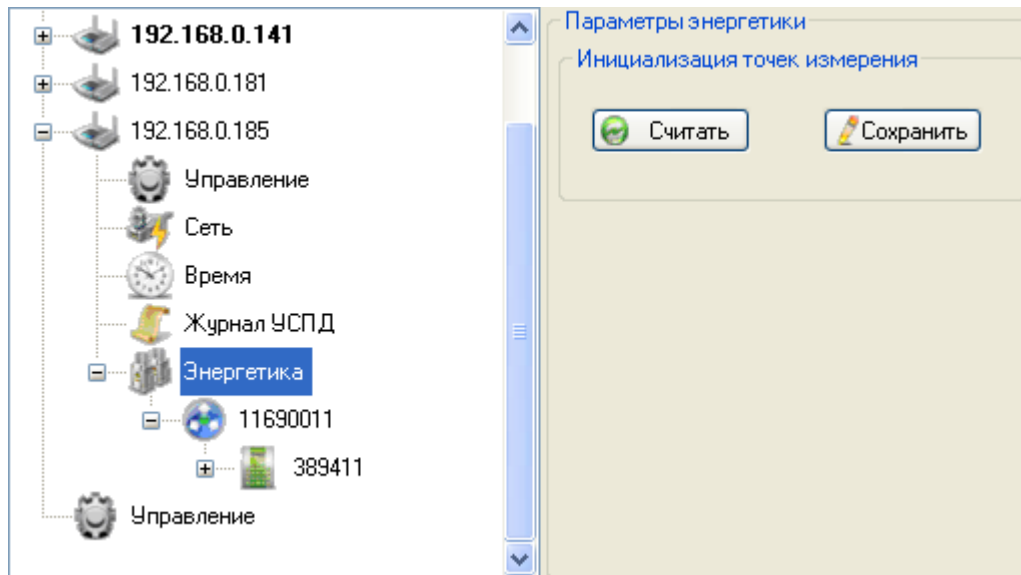 192.168.0.141
192.168.0.181
192.168.0.185
Управление
Сеть
Время
Журнал УСПД
Энергетика
11690011
389411
Управление
Параметры энергетики
Инициализация точек измерения
Считать
Сохранить